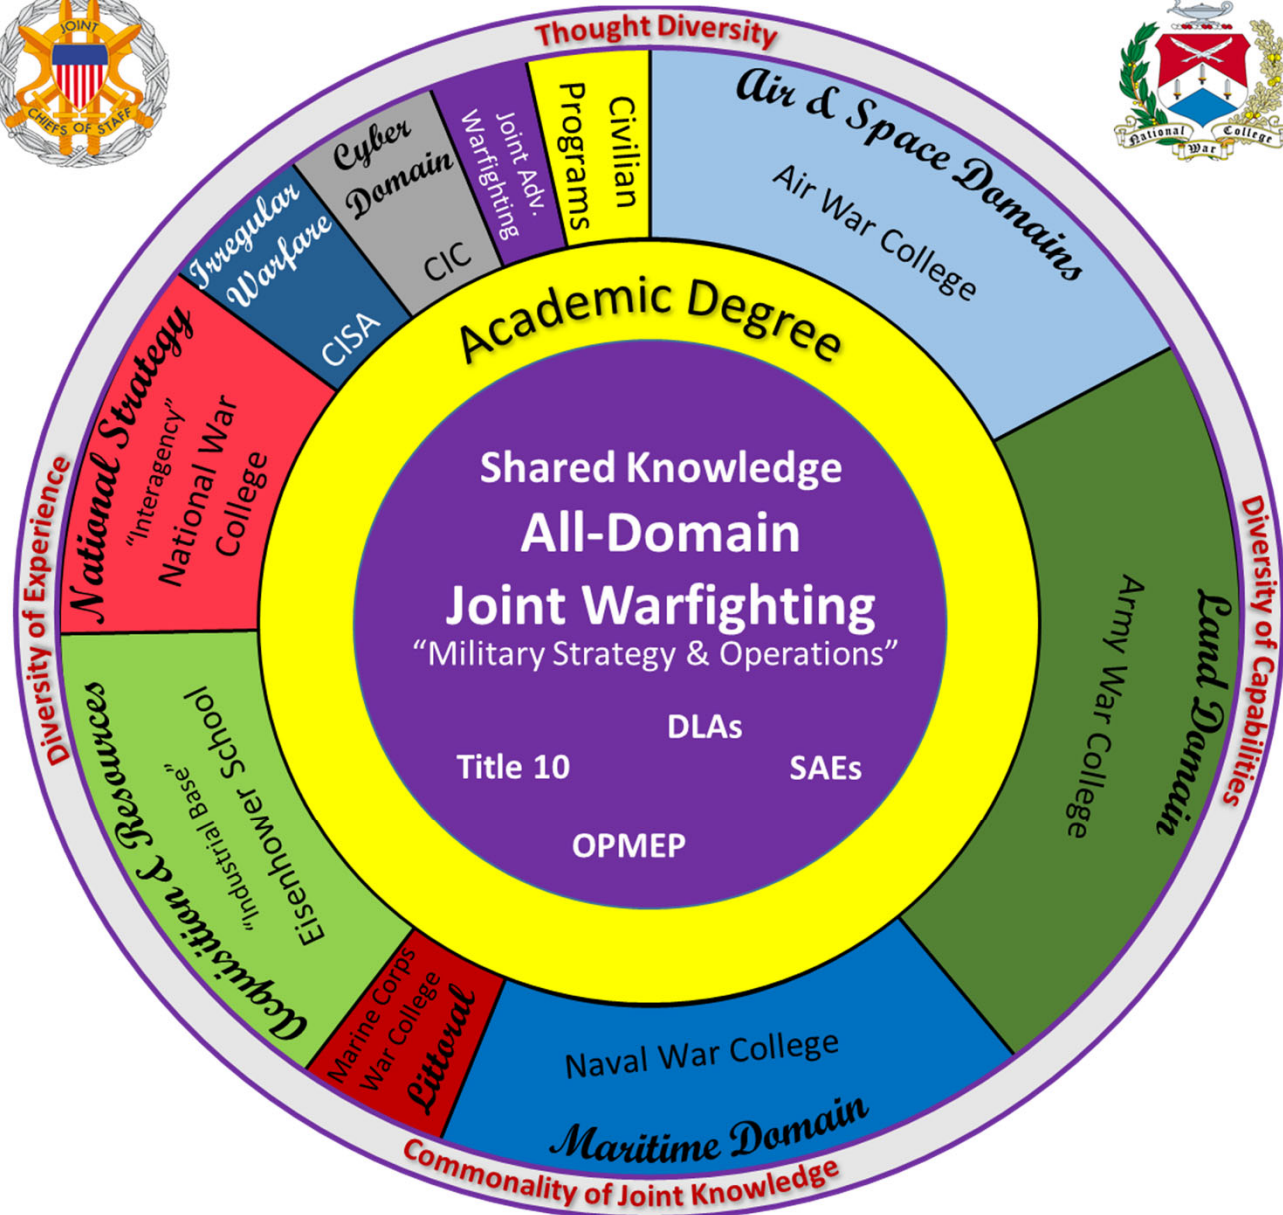 JOINT
CHIEFS OF STAFF
National War College
Thought Diversity
Diversity of Capabilities
Commonality of Joint Knowledge
Diversity of Experience
Air & Space Domains
Air War College
Land Domain
Army War College
Maritime Domain
Naval War College
Littoral
Marine Corps
War College
Acquisition & Resources
"Industrial Base"
Eisenhower School
National Strategy
"Interagency"
National War
College
Irregular
Warfare
CISA
Cyber
Domain
CIC
Joint Adv.
Warfighting
Civilian
Programs
Academic Degree
Shared Knowledge
All-Domain
Joint Warfighting
“Military Strategy & Operations”
DLAs
Title 10
SAEs
OPMEP